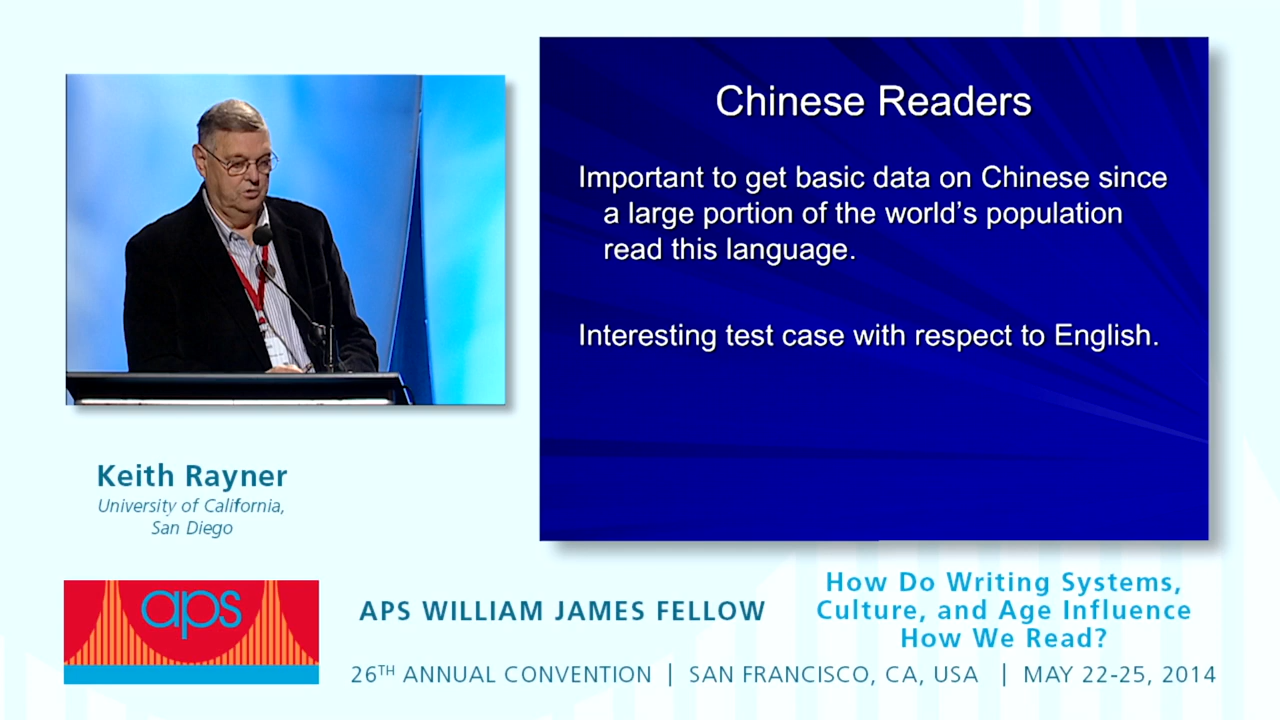 Chinese Readers
Important to get basic data on Chinese since
a large portion of the world's population
read this language.
Interesting test case with respect to English.
Keith Rayner
University of California,
San Diego
aps
APS WILLIAM JAMES FELLOW
How Do Writing Systems,
Culture, and Age Influence
How We Read?
26TH ANNUAL CONVENTION | SAN FRANCISCO, CA, USA | MAY 22-25, 2014